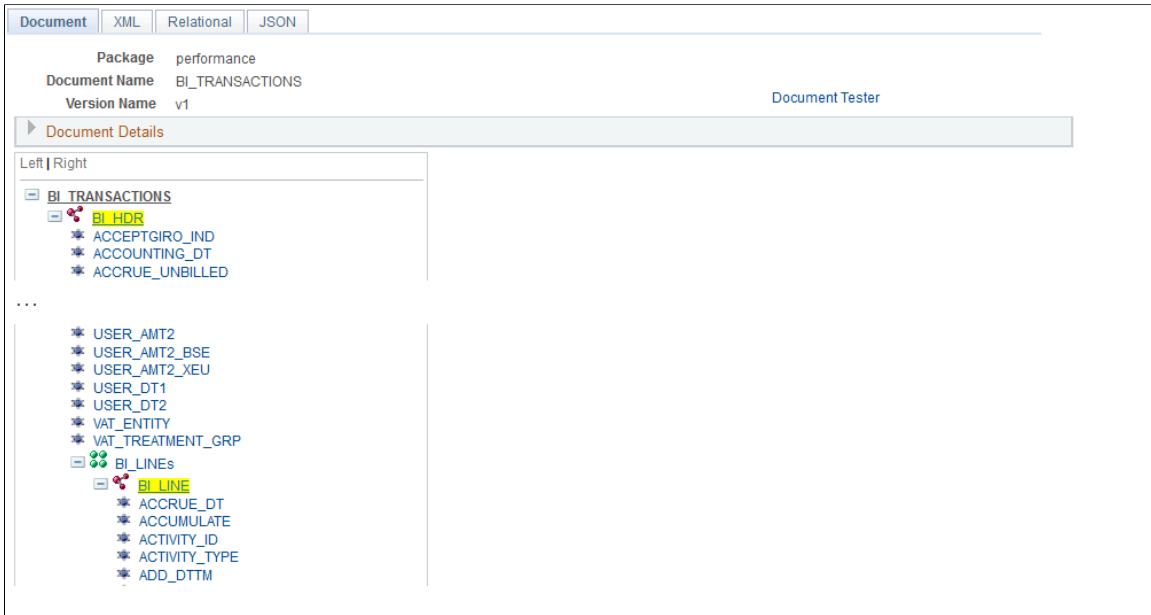 Document XML Relational JSON
Package performance
Document Name BI_TRANSACTIONS
Version Name v1
Document Tester
Document Details
Left | Right
BI_TRANSACTIONS
BI_HDR
ACCEPTGIRO_IND
ACCOUNTING_DT
ACCRUE_UNBILLED
...
USER_AMT2
USER_AMT2_BSE
USER_AMT2_XEU
USER_DT1
USER_DT2
VAT_ENTITY
VAT_TREATMENT_GRP
BI_LINEs
BI_LINE
ACCRUE_DT
ACCUMULATE
ACTIVITY_ID
ACTIVITY_TYPE
ADD_DTTM